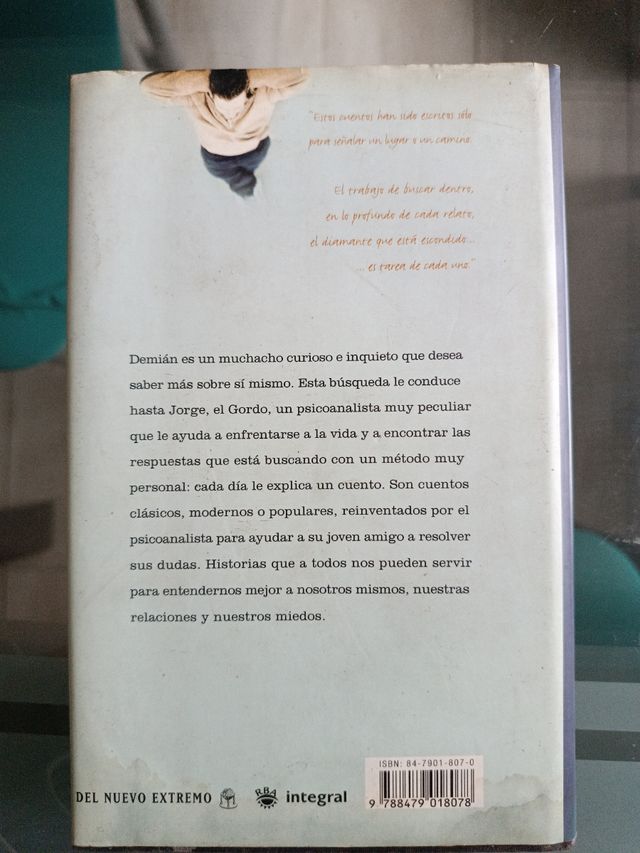 "Estos cuentos han sido escritos sólo
para señalar un lugar o un camino.
El trabajo de buscar dentro,
en lo profundo de cada relato,
el diamante que está escondido...
... es tarea de cada uno."
Demián es un muchacho curioso e inquieto que desea
saber más sobre sí mismo. Esta búsqueda le conduce
hasta Jorge, el Gordo, un psicoanalista muy peculiar
que le ayuda a enfrentarse a la vida y a encontrar las
respuestas que está buscando con un método muy
personal: cada día le explica un cuento. Son cuentos
clásicos, modernos o populares, reinventados por el
psicoanalista para ayudar a su joven amigo a resolver
sus dudas. Historias que a todos nos pueden servir
para entendernos mejor a nosotros mismos, nuestras
relaciones y nuestros miedos.
ISBN: 84-7901-807-0
DEL NUEVO EXTREMO RBA integral
9 788479 018078